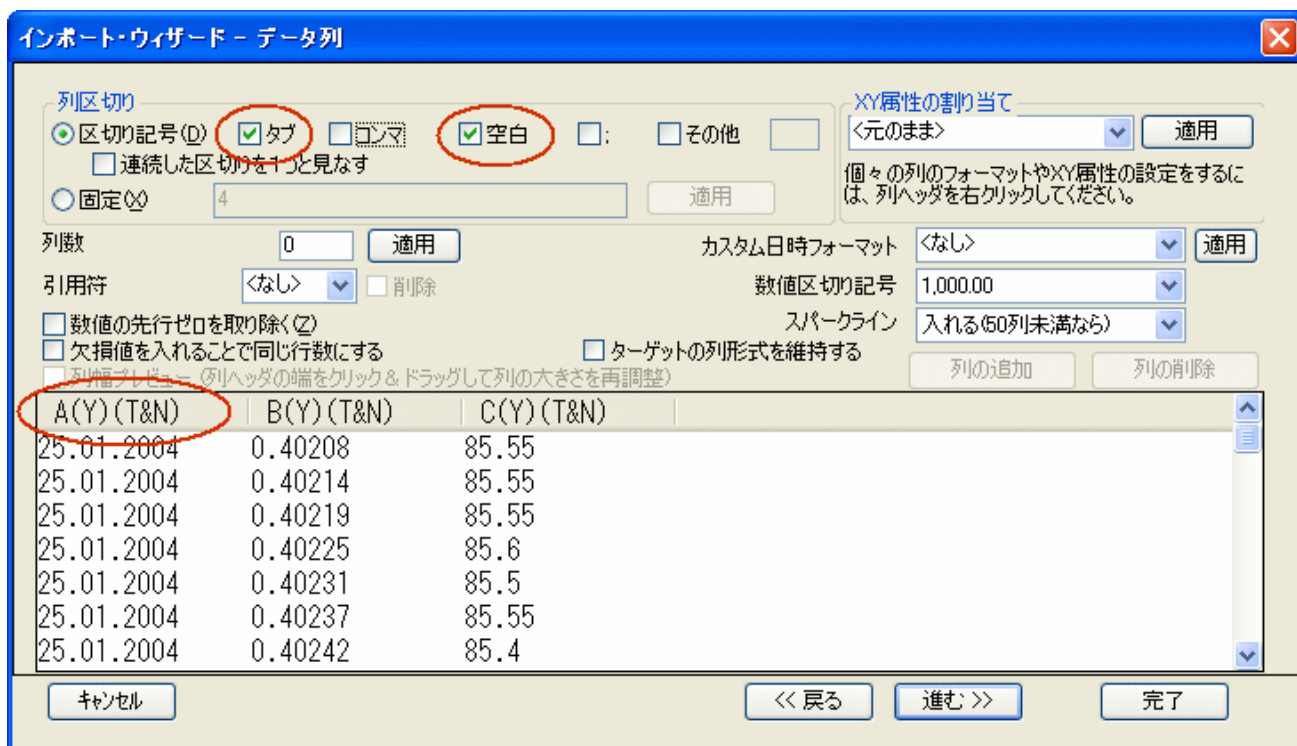 インポート・ウィザード - データ列
列区切り
区切り記号(D) タブ コンマ 空白 : その他
連続した区切りを1つと見なす
固定(X) 4 適用
XY属性の割り当て
<元のまま> 適用
個々の列のフォーマットやXY属性の設定をするに
は、列ヘッダを右クリックしてください。
列数 0 適用
カスタム日時フォーマット <なし> 適用
引用符 <なし> 削除
数値区切り記号 1,000.00
数値の先行ゼロを取り除く(Z)
スパークライン 入れる(50列未満なら)
欠損値を入れることで同じ行数にする
ターゲットの列形式を維持する
列幅プレビュー (列ヘッダの端をクリック & ドラッグして列の大きさを再調整)
列の追加 列の削除
A(Y)(T&N) B(Y)(T&N) C(Y)(T&N)
25.01.2004 0.40208 85.55
25.01.2004 0.40214 85.55
25.01.2004 0.40219 85.55
25.01.2004 0.40225 85.6
25.01.2004 0.40231 85.5
25.01.2004 0.40237 85.55
25.01.2004 0.40242 85.4
キャンセル << 戻る 進む >> 完了